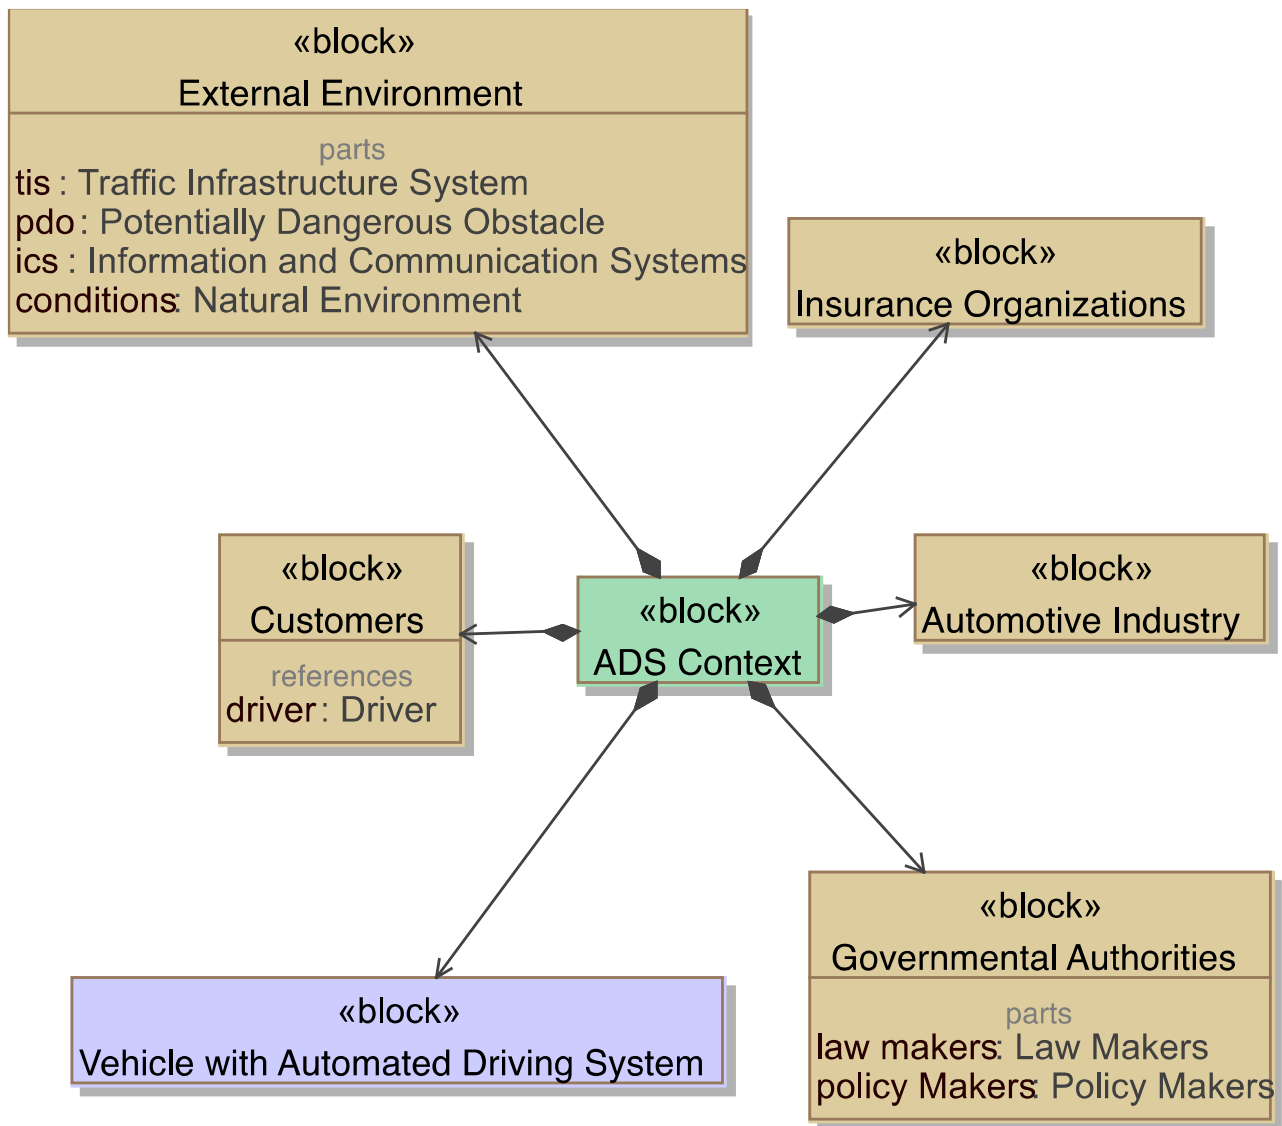 «block»
External Environment
parts
tis : Traffic Infrastructure System
pdo : Potentially Dangerous Obstacle
ics : Information and Communication Systems
conditions: Natural Environment
«block»
Insurance Organizations
«block»
Customers
references
driver : Driver
«block»
ADS Context
«block»
Automotive Industry
«block»
Vehicle with Automated Driving System
«block»
Governmental Authorities
parts
law makers: Law Makers
policy Makers: Policy Makers